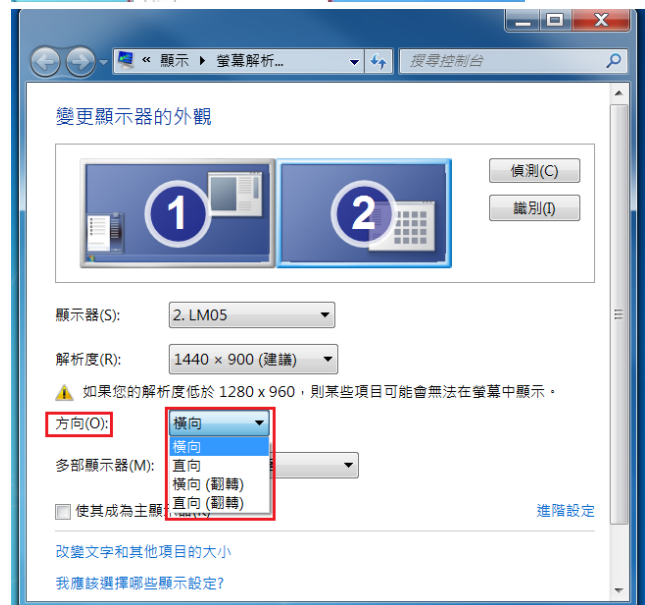 « 顯示 ▸ 螢幕解析... 搜尋控制台
變更顯示器的外觀
1 2
偵測(C)
識別(I)
顯示器(S): 2. LM05
解析度(R): 1440 × 900 (建議)
如果您的解析度低於 1280 x 960，則某些項目可能會無法在螢幕中顯示。
方向(O): 橫向
橫向
直向
橫向 (翻轉)
直向 (翻轉)
多部顯示器(M):
使其成為主顯
進階設定
改變文字和其他項目的大小
我應該選擇哪些顯示設定?